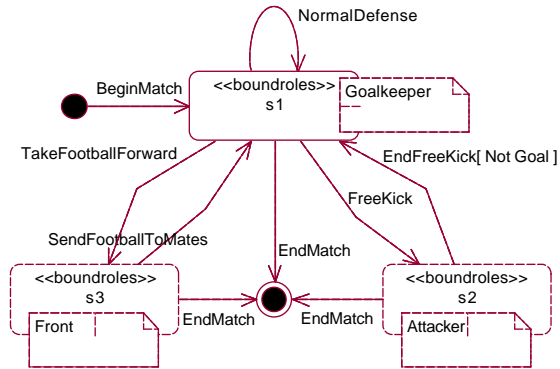 NormalDefense
BeginMatch
<<boundroles>>
s1
Goalkeeper
TakeFootballForward
EndFreeKick[ Not Goal ]
FreeKick
SendFootballToMates
EndMatch
<<boundroles>>
s3
Front
EndMatch
EndMatch
<<boundroles>>
s2
Attacker